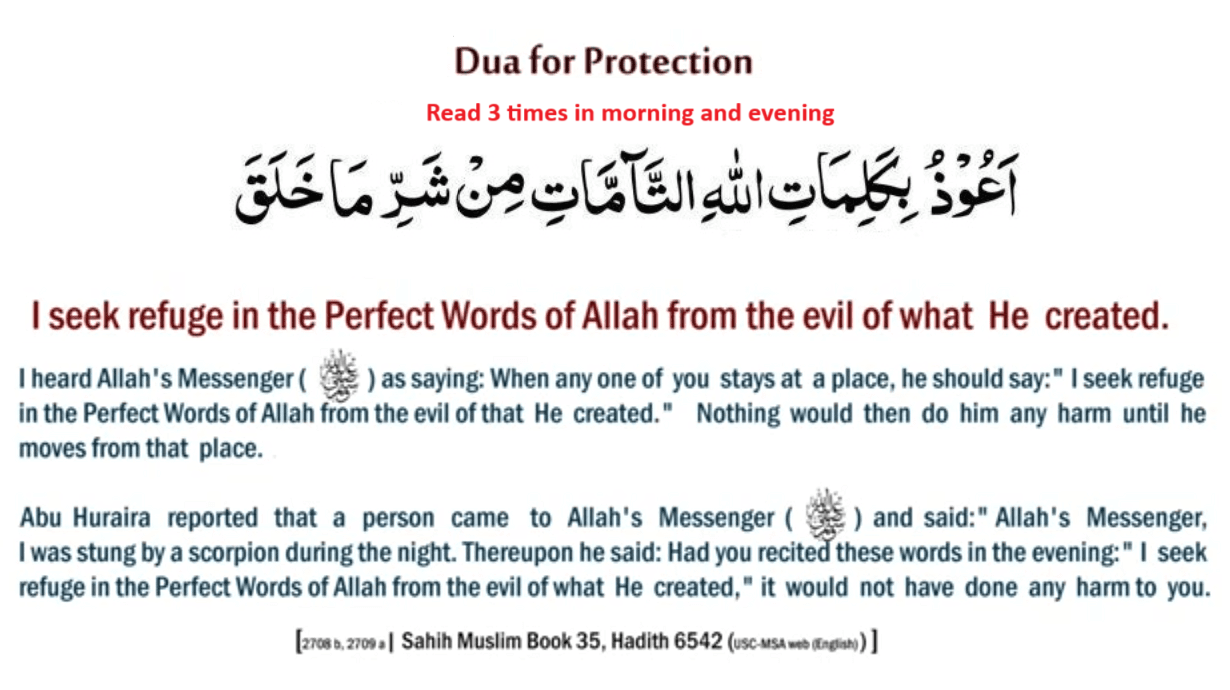 Dua for Protection
Read 3 times in morning and evening
اَعُوْذُ بِكَلِمَاتِ اللّٰهِ التَّآمَّاتِ مِنْ شَرِّ مَا خَلَقَ
I seek refuge in the Perfect Words of Allah from the evil of what He created.
I heard Allah's Messenger ( ﷺ ) as saying: When any one of you stays at a place, he should say:" I seek refuge
in the Perfect Words of Allah from the evil of that He created." Nothing would then do him any harm until he
moves from that place.
Abu Huraira reported that a person came to Allah's Messenger ( ﷺ ) and said:" Allah's Messenger,
I was stung by a scorpion during the night. Thereupon he said: Had you recited these words in the evening:" I seek
refuge in the Perfect Words of Allah from the evil of what He created," it would not have done any harm to you.
[2708 b, 2709 a| Sahih Muslim Book 35, Hadith 6542 (USC-MSA web (English) ) ]